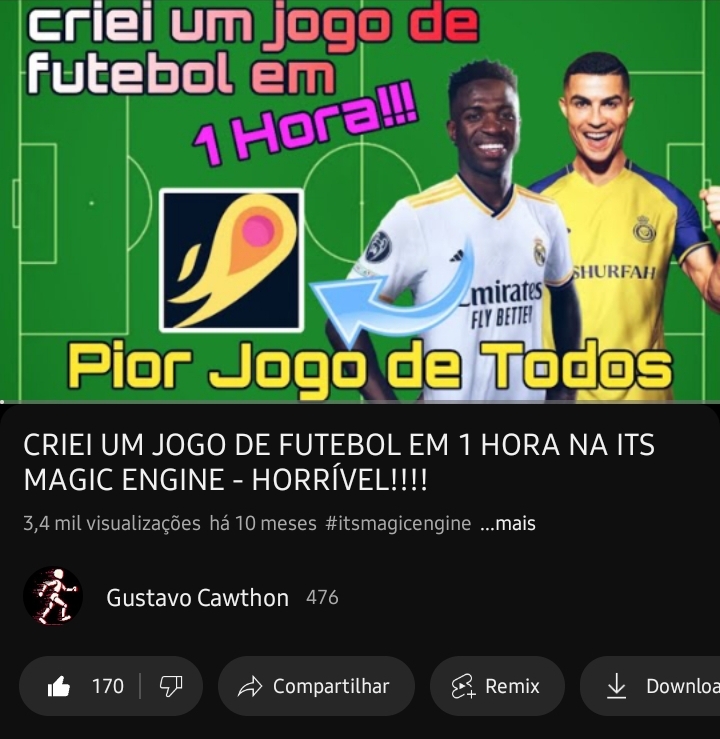 criei um jogo de
futebol em
1 Hora!!!
Emirates
FLY BETTER
SHURFAH
Pior Jogo de Todos
CRIEI UM JOGO DE FUTEBOL EM 1 HORA NA ITS
MAGIC ENGINE - HORRÍVEL!!!!
3,4 mil visualizações há 10 meses #itsmagicengine ...mais
Gustavo Cawthon 476
170 Compartilhar Remix Downloa